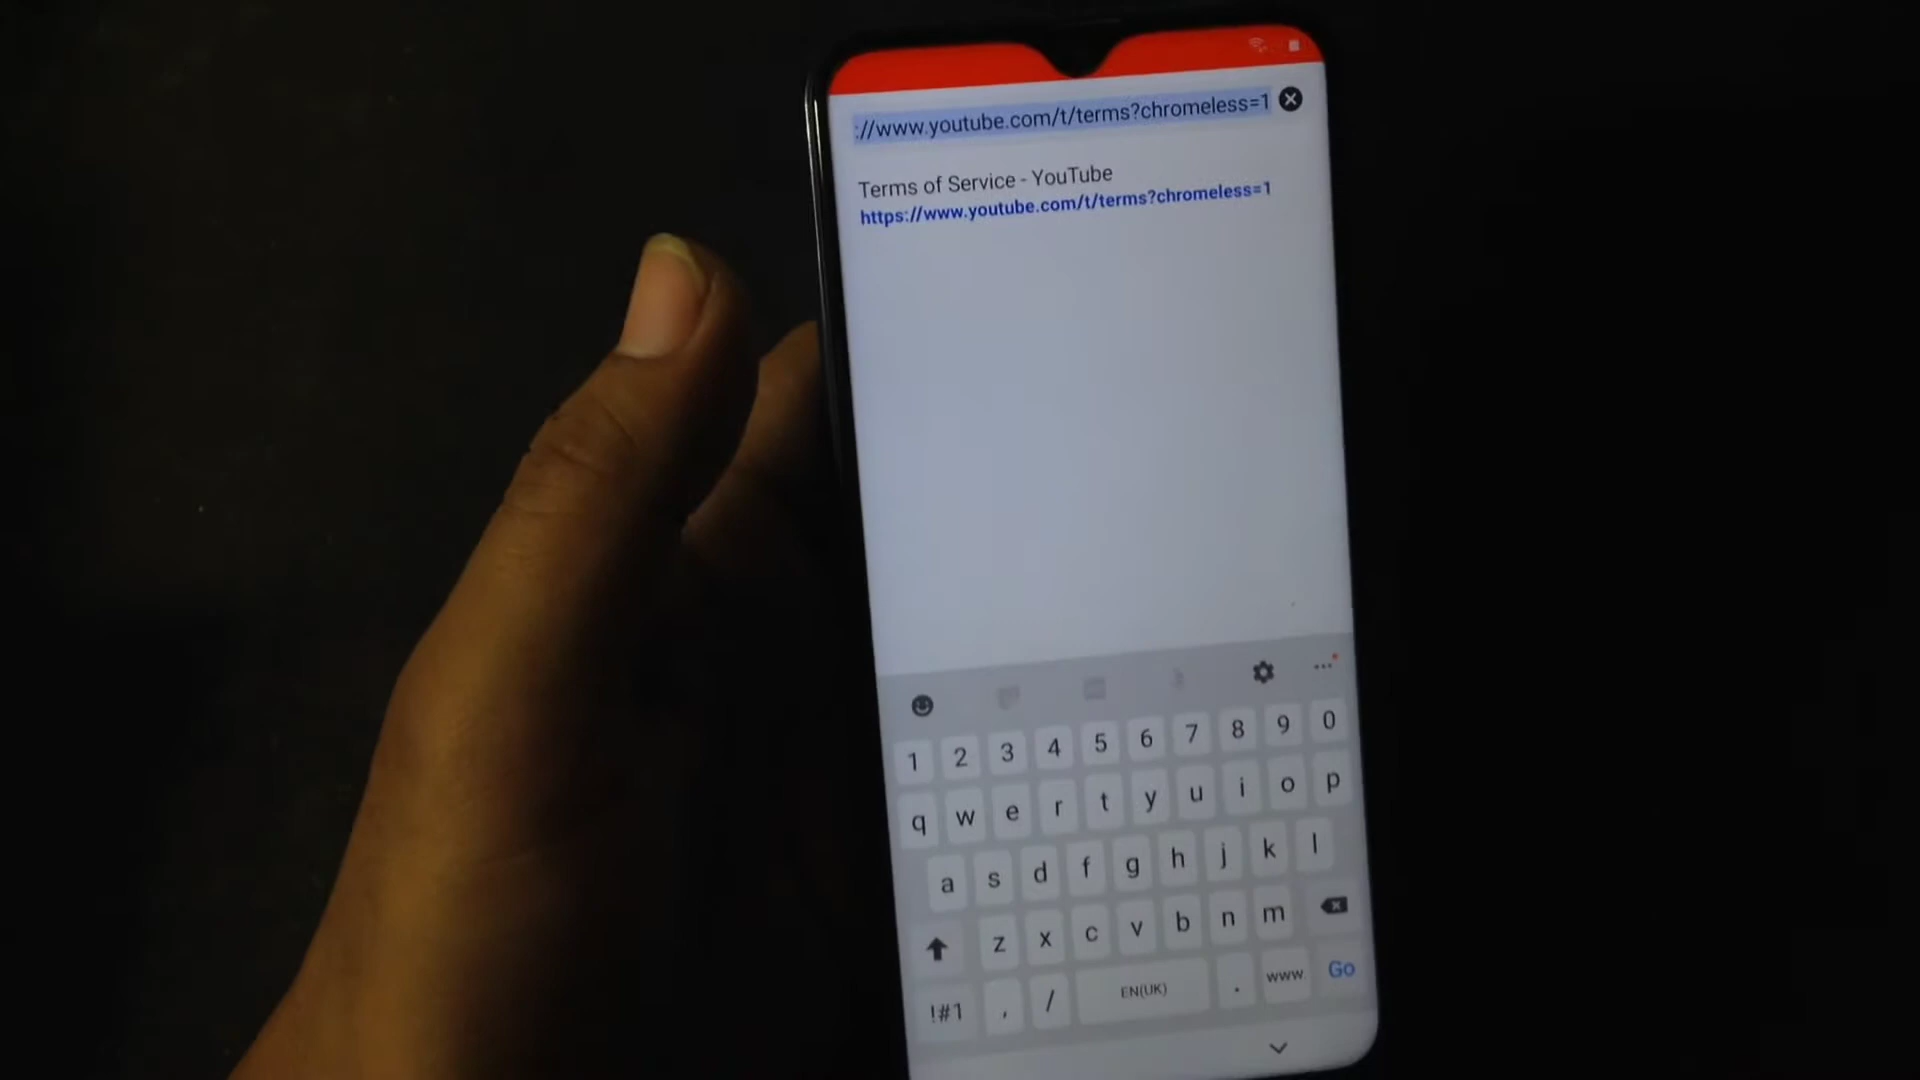 ://www.youtube.com/t/terms?chromeless=1
Terms of Service - YouTube
https://www.youtube.com/t/terms?chromeless=1
1 2 3 4 5 6 7 8 9 0
q w e r t y u i o p
a s d f g h j k l
z x c v b n m
!#1 , / EN(UK) . www. Go